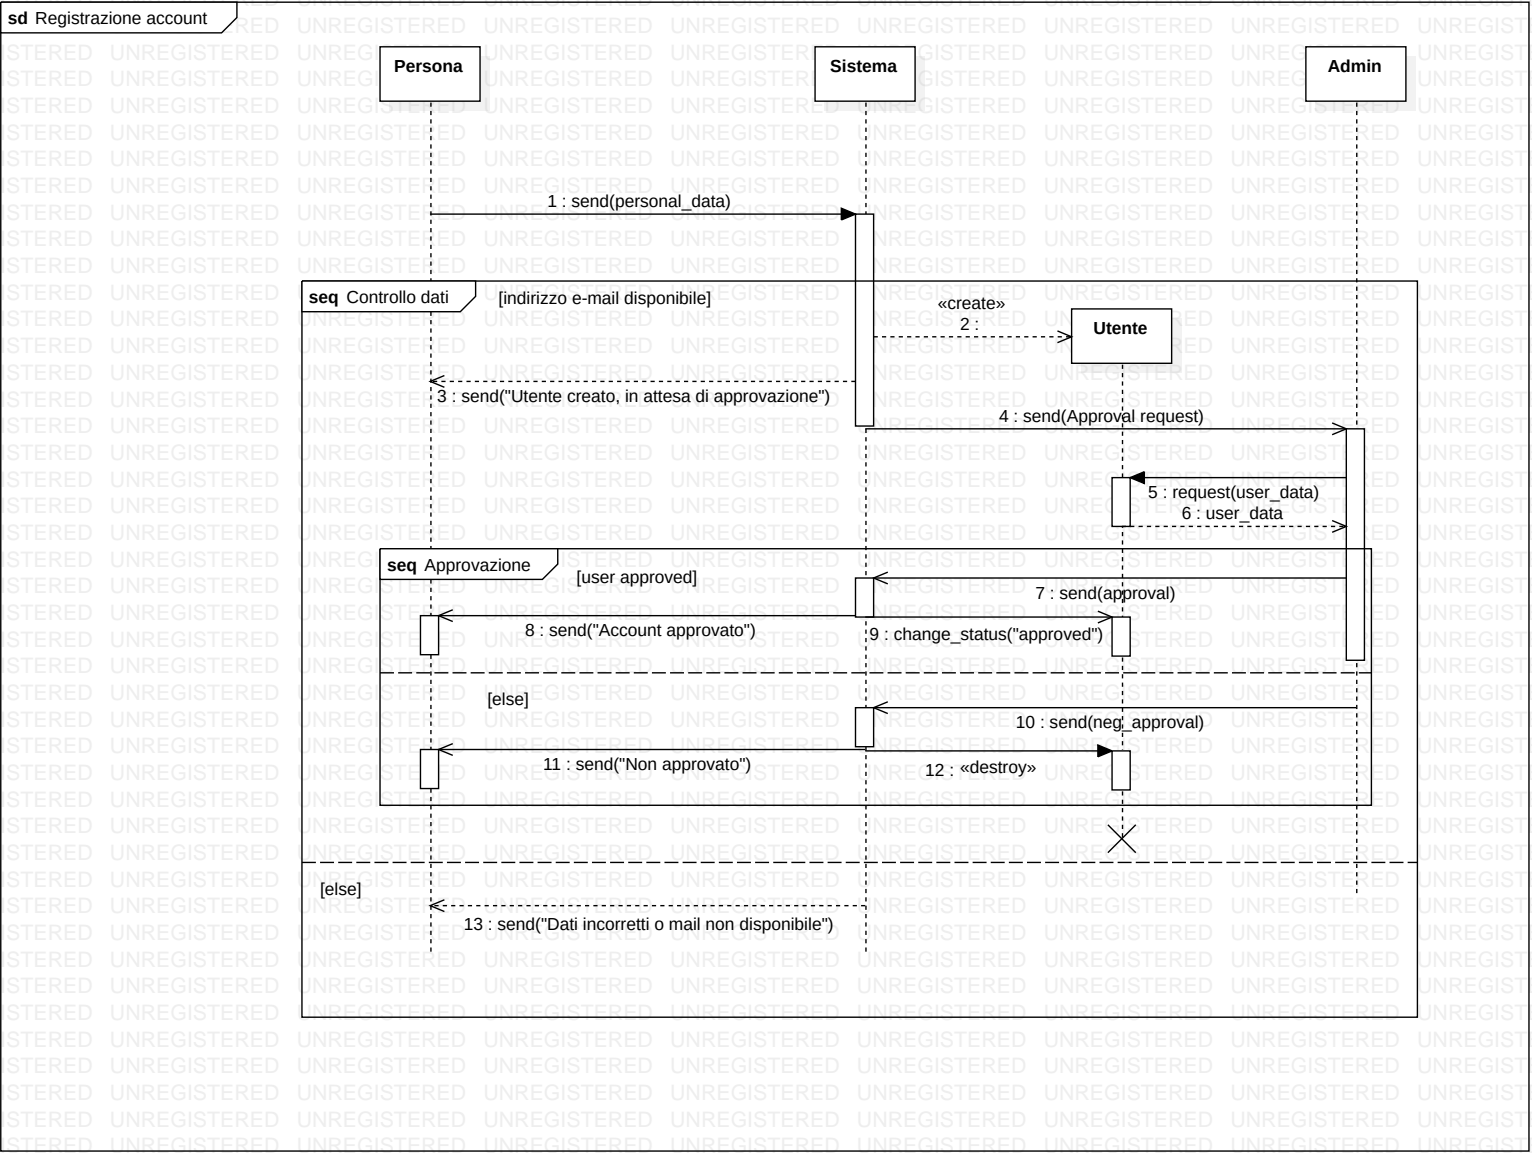 sd Registrazione account
Persona
Sistema
Admin
1 : send(personal_data)
seq Controllo dati
[indirizzo e-mail disponibile]
«create»
2 :
Utente
3 : send("Utente creato, in attesa di approvazione")
4 : send(Approval request)
5 : request(user_data)
6 : user_data
seq Approvazione
[user approved]
7 : send(approval)
8 : send("Account approvato")
9 : change_status("approved")
[else]
10 : send(neg_approval)
11 : send("Non approvato")
12 : «destroy»
[else]
13 : send("Dati incorretti o mail non disponibile")
UNREGISTERED